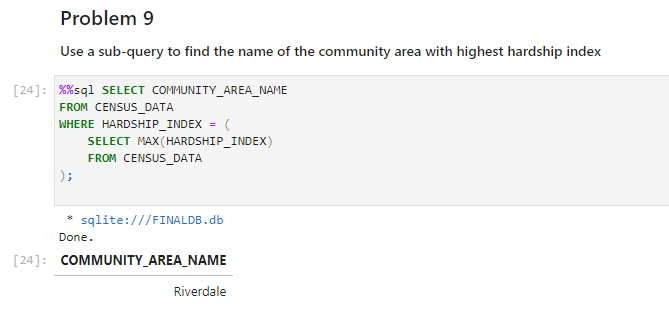 Problem 9
Use a sub-query to find the name of the community area with highest hardship index
[24]: %%sql SELECT COMMUNITY_AREA_NAME
FROM CENSUS_DATA
WHERE HARDSHIP_INDEX = (
    SELECT MAX(HARDSHIP_INDEX)
    FROM CENSUS_DATA
);
* sqlite:///FINALDB.db
Done.
[24]: COMMUNITY_AREA_NAME
Riverdale